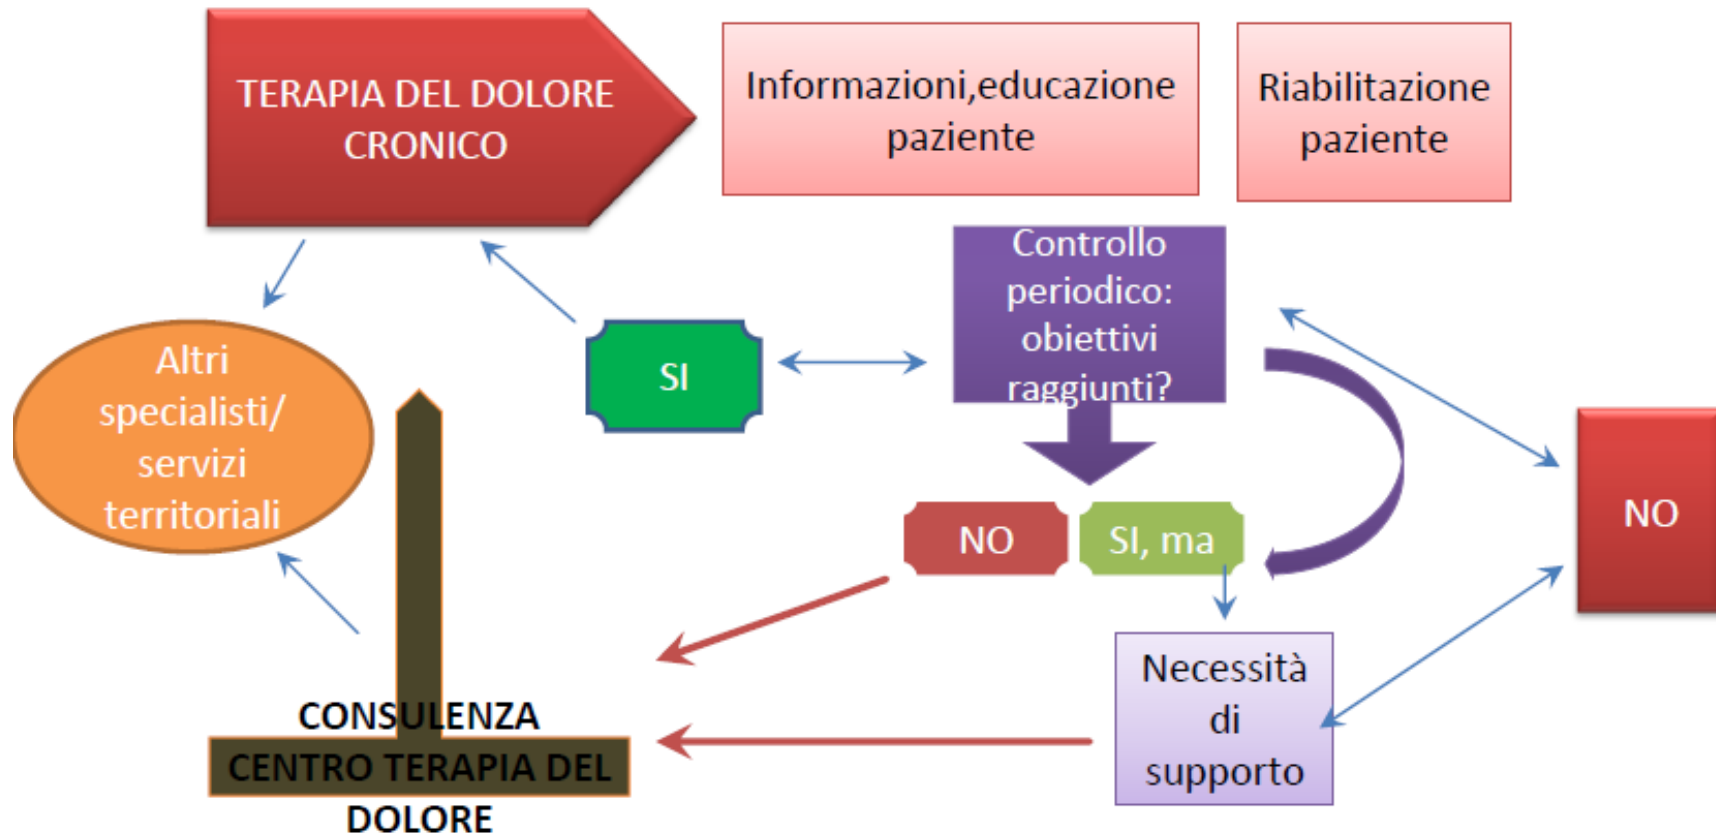 TERAPIA DEL DOLORE
CRONICO
Informazioni,educazione
paziente
Riabilitazione
paziente
Controllo
periodico:
obiettivi
raggiunti?
SI
Altri
specialisti/
servizi
territoriali
NO
SI, ma
NO
Necessità
di
supporto
CONSULENZA
CENTRO TERAPIA DEL
DOLORE